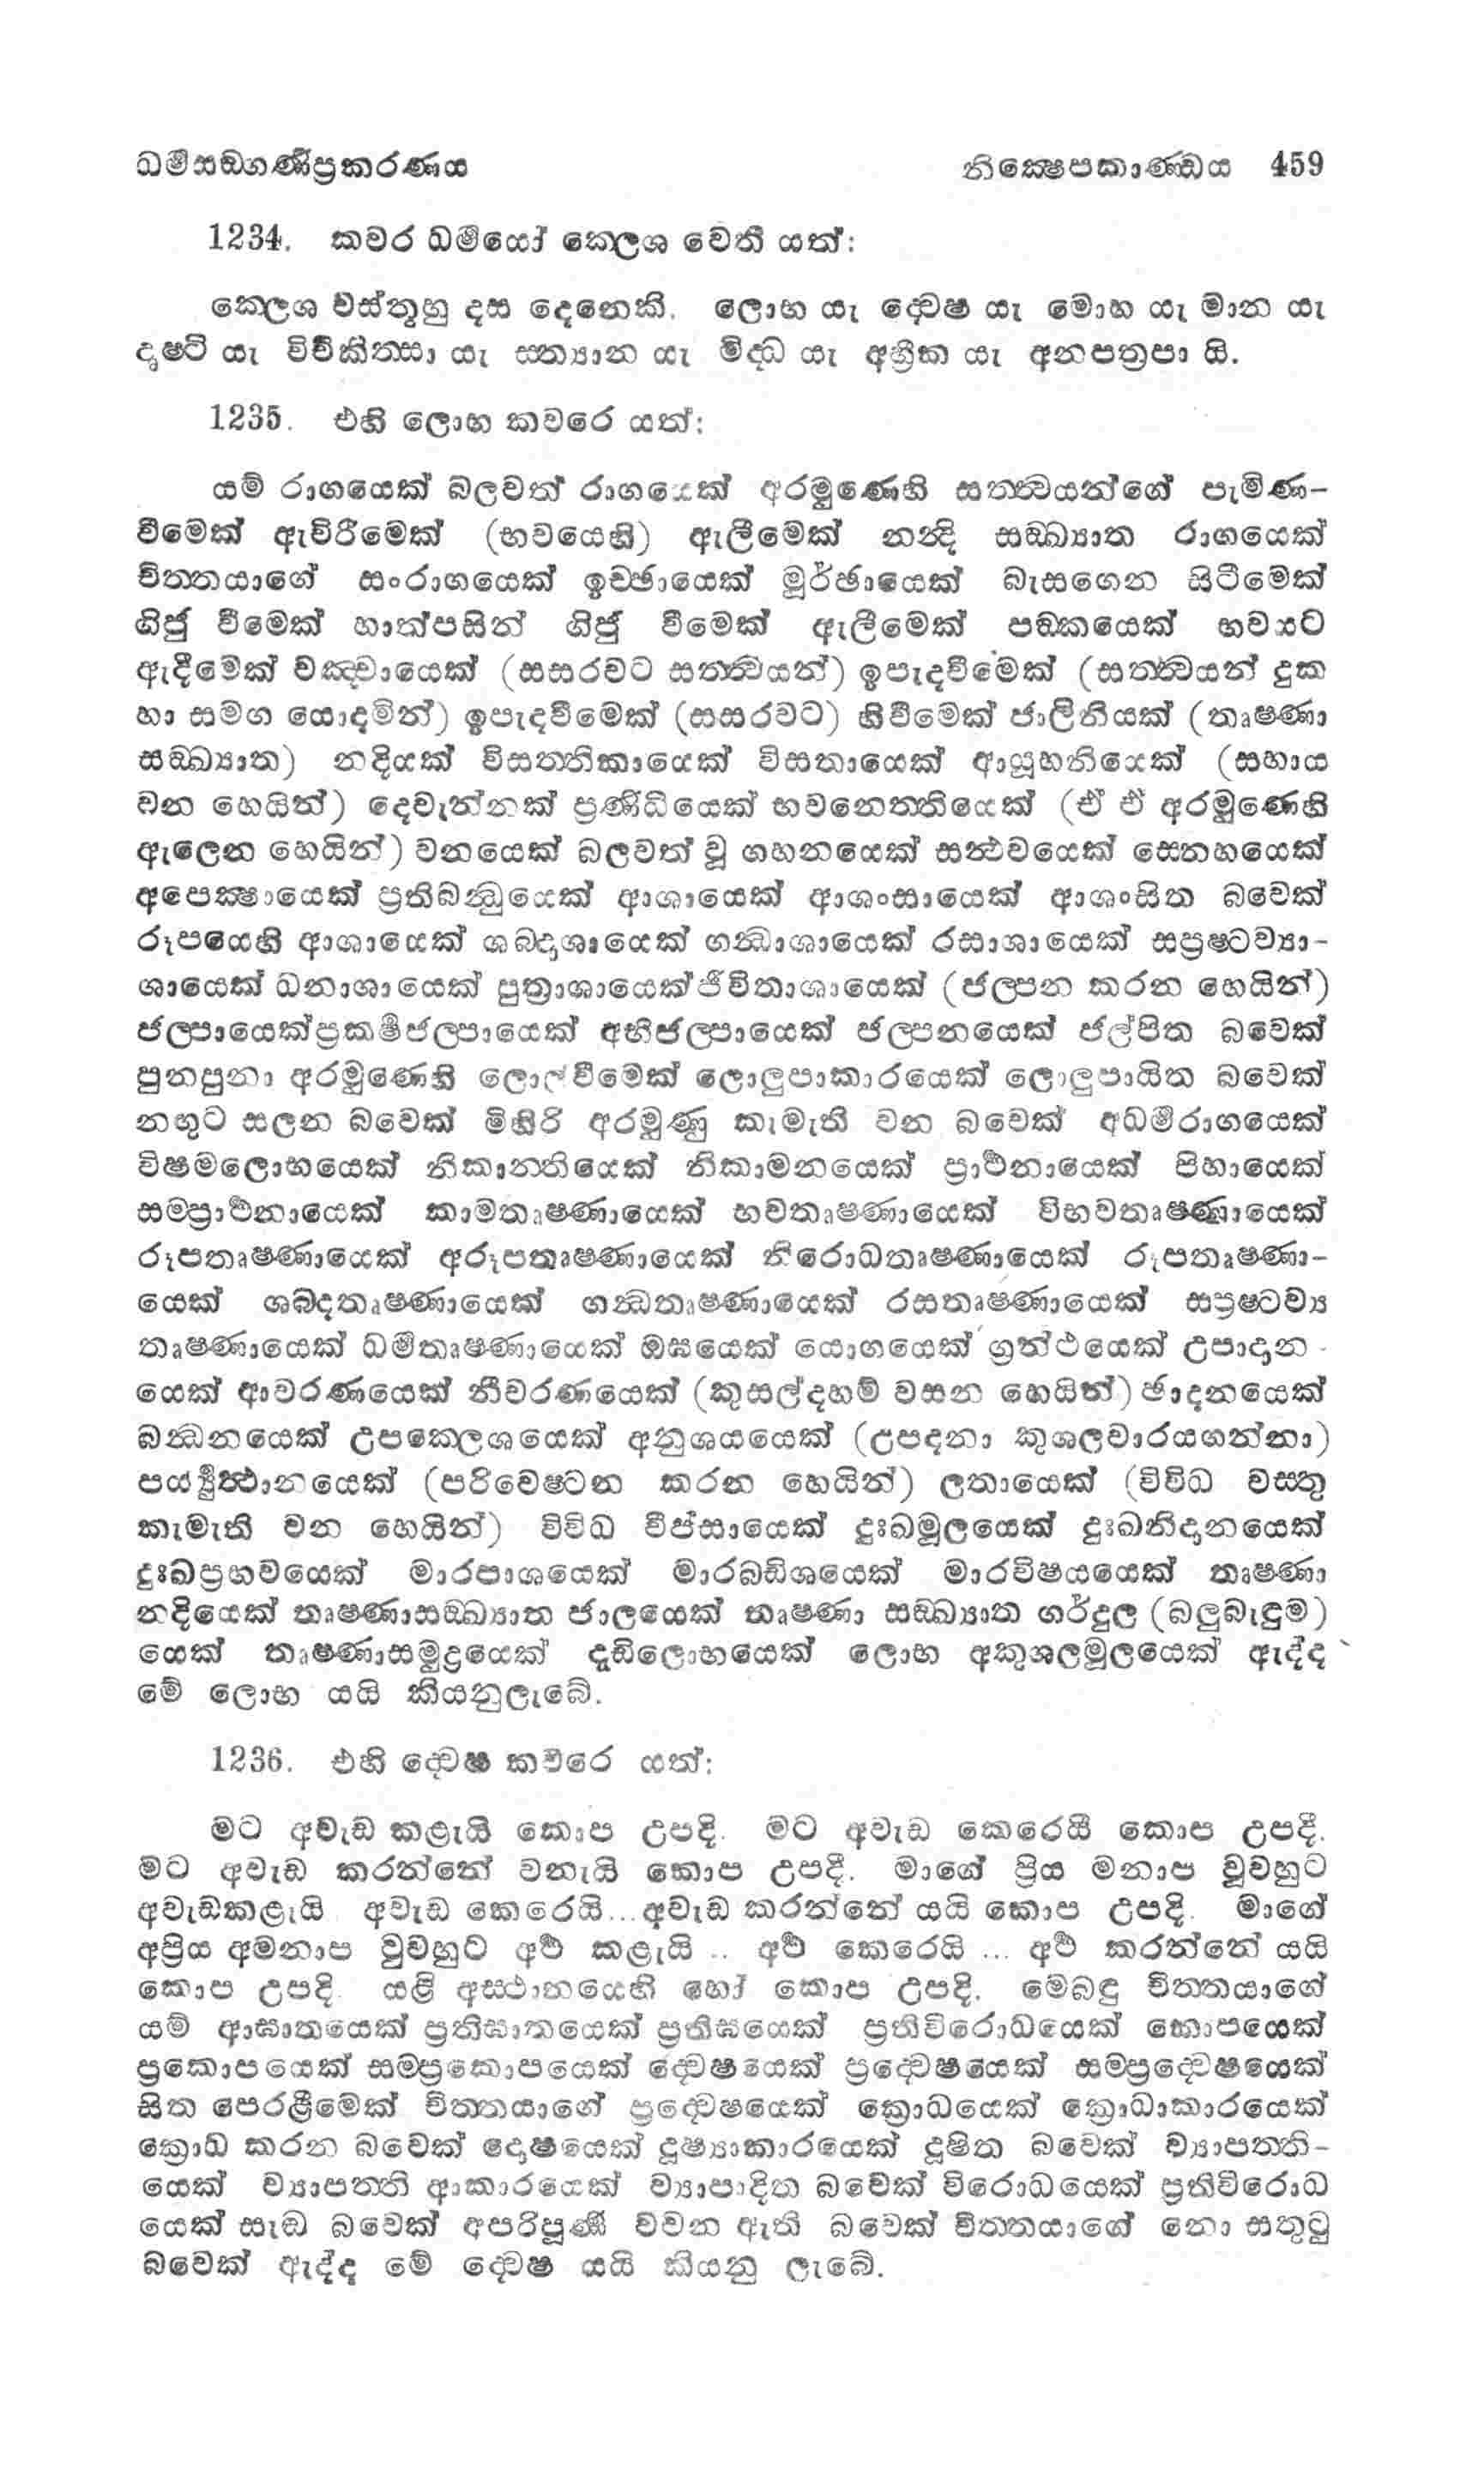 ධර්මසඞ්ගණිප්‍රකරණය නික්ෂෙපකාණ්ඩය 459
1234. කවර ධර්මයෝ ක්ලෙශ වෙති යත්:
ක්ලෙශ වස්තූහු දස දෙනෙකි. ලොභ යැ ද්වෙෂ යැ මොහ යැ මාන යැ
දෘෂ්ටි යැ විචිකිත්සා යැ ස්ත්‍යාන යැ මිද්ධ යැ අහ්‍රීක යැ අනපත්‍රපා යි.
1235. එහි ලොභ කවරෙ යත්:
යම් රාගයෙක් බලවත් රාගයෙක් අරමුණෙහි සත්ත්වයන්ගේ පැමිණ-
වීමෙක් ඇවිරීමෙක් (භවයෙහි) ඇලීමෙක් නන්දි සඞ්ඛ්‍යාත රාගයෙක්
චිත්තයාගේ සංරාගයෙක් ඉච්ඡායෙක් මූර්ඡායෙක් බැසගෙන සිටීමෙක්
ගිජු වීමෙක් හාත්පසින් ගිජු වීමෙක් ඇලීමෙක් පඞ්කයෙක් භවයට
ඇදීමෙක් වඤ්චායෙක් (සසරවට සත්ත්වයන්) ඉපැදවීමෙක් (සත්ත්වයන් දුක
හා සමග යොදමින්) ඉපැදවීමෙක් (සසරවට) හිවීමෙක් ජාලිනියක් (තෘෂ්ණා
සඞ්ඛ්‍යාත) නදියක් විසත්තිකායෙක් විසතායෙක් ආයූහනියෙක් (සහාය
වන හෙයින්) දෙවැන්නක් ප්‍රණිධියෙක් භවනෙත්තියෙක් (ඒ ඒ අරමුණෙහි
ඇලෙන හෙයින්) වනයෙක් බලවත් වූ ගහනයෙක් සන්ථවයෙක් සෙනහයෙක්
අපෙක්ෂායෙක් ප්‍රතිබන්ධුයෙක් ආශායෙක් ආශංසායෙක් ආශංසිත බවෙක්
රූපයෙහි ආශායෙක් ශබ්දාශායෙක් ගන්ධාශායෙක් රසාශායෙක් ස්ප්‍රෂ්ටව්‍යා-
ශායෙක් ධනාශායෙක් පුත්‍රාශායෙක්ජීවිතාශායෙක් (ජල්පන කරන හෙයින්)
ජල්පායෙක්ප්‍රකර්ෂජල්පායෙක් අභිජල්පායෙක් ජල්පනයෙක් ජල්පිත බවෙක්
පුනපුනා අරමුණෙහි ලොල්වීමෙක් ලොලුපාකාරයෙක් ලොලුපායිත බවෙක්
නගුට සලන බවෙක් මිහිරි අරමුණු කැමැති වන බවෙක් අධර්මරාගයෙක්
විෂමලොභයෙක් නිකාන්තියෙක් නිකාමනයෙක් ප්‍රාර්ථනායෙක් පිහායෙක්
සම්ප්‍රාර්ථනායෙක් කාමතෘෂ්ණායෙක් භවතෘෂ්ණායෙක් විභවතෘෂ්ණායෙක්
රූපතෘෂ්ණායෙක් අරූපතෘෂ්ණායෙක් නිරොධතෘෂ්ණායෙක් රූපතෘෂ්ණා-
යෙක් ශබ්දතෘෂ්ණායෙක් ගන්ධතෘෂ්ණායෙක් රසතෘෂ්ණායෙක් ස්ප්‍රෂ්ටව්‍ය
තෘෂ්ණායෙක් ධර්මතෘෂ්ණායෙක් ඔඝයෙක් යොගයෙක් ග්‍රන්ථයෙක් උපාදාන-
යෙක් ආවරණයෙක් නීවරණයෙක් (කුසල්දහම් වසන හෙයින්) ඡාදනයෙක්
බන්ධනයෙක් උපක්ලෙශයෙක් අනුශයයෙක් (උපදනා කුශලවාරයගන්නා)
පර්‍ය්‍යුත්ථානයෙක් (පරිවෙෂ්ටන කරන හෙයින්) ලතායෙක් (විවිධ වස්තු
කැමැති වන හෙයින්) විවිධ වීප්සායෙක් දුඃඛමූලයෙක් දුඃඛනිදානයෙක්
දුඃඛප්‍රභවයෙක් මාරපාශයෙක් මාරබඩිශයෙක් මාරවිෂයයෙක් තෘෂ්ණා
නදියෙක් තෘෂ්ණාසඞ්ඛ්‍යාත ජාලයෙක් තෘෂ්ණා සඞ්ඛ්‍යාත ගර්දුල (බලුබැඳුම)
යෙක් තෘෂ්ණාසමුද්‍රයෙක් දැඩිලොභයෙක් ලොභ අකුශලමූලයෙක් ඇද්ද
මේ ලොභ යයි කියනුලැබේ.
1236. එහි ද්වෙෂ කවරෙ යත්:
මට අවැඩ කළැයි කොප උපදී. මට අවැඩ කෙරෙයි කොප උපදී.
මට අවැඩ කරන්නේ වනැයි කොප උපදී. මාගේ ප්‍රිය මනාප වූවහුට
අවැඩකළැයි අවැඩ කෙරෙයි...අවැඩ කරන්නේ යයි කොප උපදී. මාගේ
අප්‍රිය අමනාප වූවහුට අර්ථ කළැයි .. අර්ථ කෙරෙයි ... අර්ථ කරන්නේ යයි
කොප උපදී. යළි අස්ථානයෙහි හෝ කොප උපදී. මෙබඳු චිත්තයාගේ
යම් ආඝාතයෙක් ප්‍රතිඝාතයෙක් ප්‍රතිඝයෙක් ප්‍රතිවිරොධයෙක් කොපයෙක්
ප්‍රකොපයෙක් සම්ප්‍රකොපයෙක් ද්වෙෂයෙක් ප්‍රද්වෙෂයෙක් සම්ප්‍රද්වෙෂයෙක්
සිත පෙරළීමෙක් චිත්තයාගේ ප්‍රද්වෙෂයෙක් ක්‍රොධයෙක් ක්‍රොධාකාරයෙක්
ක්‍රොධ කරන බවෙක් දොෂයෙක් දූෂ්‍යාකාරයෙක් දූෂිත බවෙක් ව්‍යාපත්ති-
යෙක් ව්‍යාපත්ති ආකාරයෙක් ව්‍යාපාදිත බවෙක් විරොධයෙක් ප්‍රතිවිරොධ
යෙක් සැඬ බවෙක් අපරිපූර්ණ වචන ඇති බවෙක් චිත්තයාගේ නො සතුටු
බවෙක් ඇද්ද මේ ද්වෙෂ යයි කියනු ලැබේ.